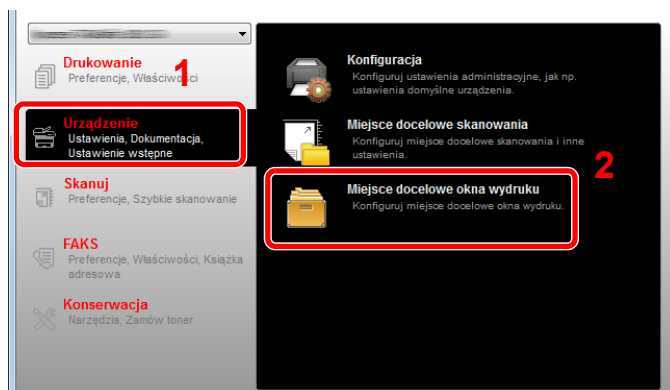 Drukowanie
Preferencje, Właściwości
1
Urządzenie
Ustawienia, Dokumentacja,
Ustawienie wstępne
Skanuj
Preferencje, Szybkie skanowanie
FAKS
Preferencje, Właściwości, Książka
adresowa
Konserwacja
Narzędzia, Zamów toner
Konfiguracja
Konfiguruj ustawienia administracyjne, jak np.
ustawienia domyślne urządzenia.
Miejsce docelowe skanowania
Konfiguruj miejsce docelowe skanowania i inne
ustawienia.
2
Miejsce docelowe okna wydruku
Konfiguruj miejsce docelowe okna wydruku.